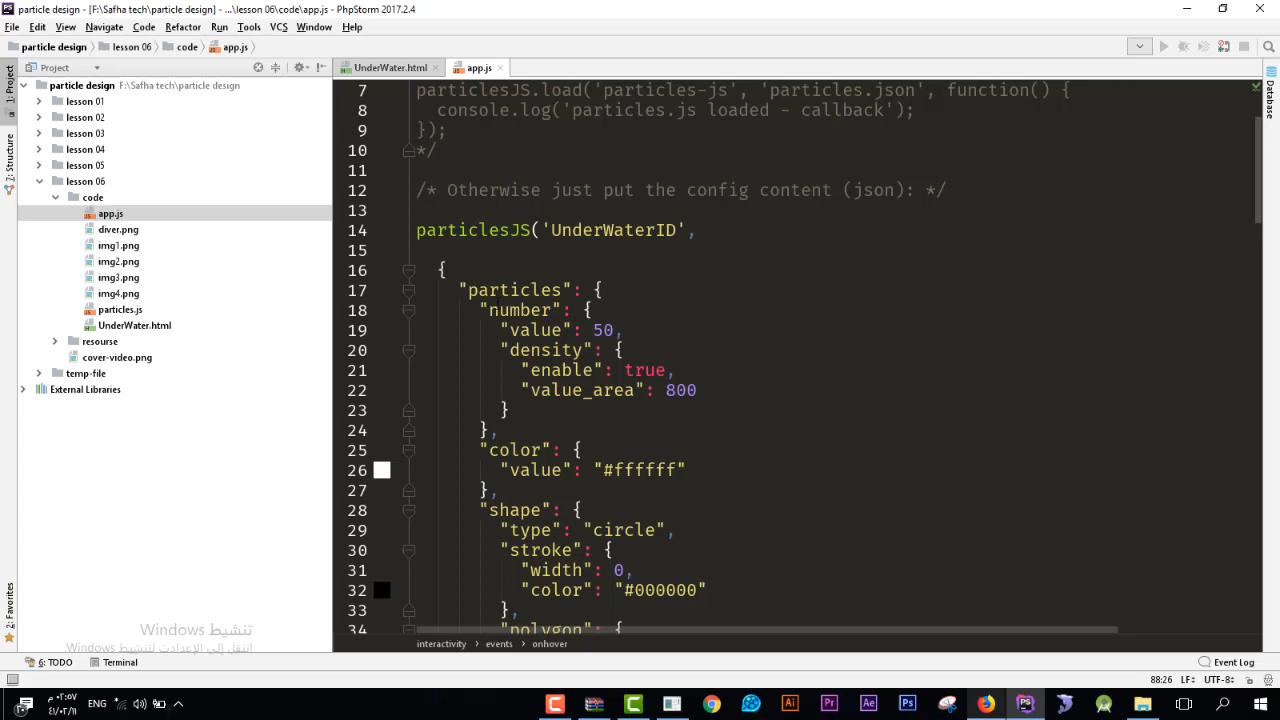 particle design - [F:\Safha tech\particle design] - ...\lesson 06\code\app.js - PhpStorm 2017.2.4
File Edit View Navigate Code Refactor Run Tools VCS Window Help
particle design lesson 06 code app.js
Project
UnderWater.html app.js
1: Project
7: Structure
2: Favorites
Database
particle design F:\Safha tech\particle design
lesson 01
lesson 02
lesson 03
lesson 04
lesson 05
lesson 06
code
app.js
diver.png
img1.png
img2.png
img3.png
img4.png
particles.js
UnderWater.html
resourse
cover-video.png
temp-file
External Libraries
7 particlesJS.load('particles-js', 'particles.json', function() {
8 console.log('particles.js loaded - callback');
9 });
10 */
11
12 /* Otherwise just put the config content (json): */
13
14 particlesJS('UnderWaterID',
15
16 {
17 "particles": {
18 "number": {
19 "value": 50,
20 "density": {
21 "enable": true,
22 "value_area": 800
23 }
24 },
25 "color": {
26 "value": "#ffffff"
27 },
28 "shape": {
29 "type": "circle",
30 "stroke": {
31 "width": 0,
32 "color": "#000000"
33 },
34 "polygon": {
interactivity events onhover
تنشيط Windows
انتقل إلى الإعدادات لتنشيط Windows
6: TODO Terminal
Event Log
88:26 LF÷ UTF-8÷
ENG